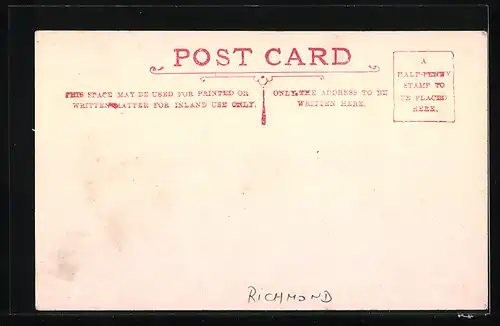 POST CARD
THIS SPACE MAY BE USED FOR PRINTED OR
WRITTEN MATTER FOR INLAND USE ONLY.
ONLY THE ADDRESS TO BE
WRITTEN HERE.
A
HALF-PENNY
STAMP TO
BE PLACED
HERE.
RICHMOND